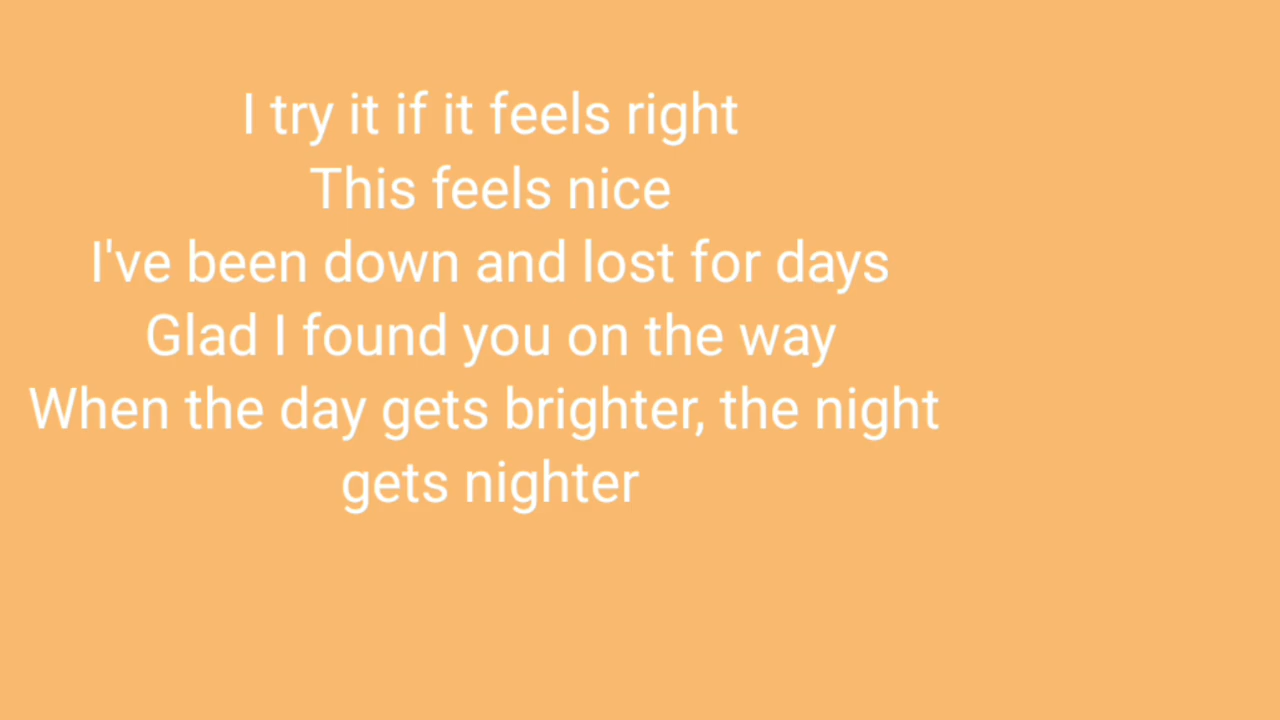 I try it if it feels right
This feels nice
I've been down and lost for days
Glad I found you on the way
When the day gets brighter, the night
gets nighter